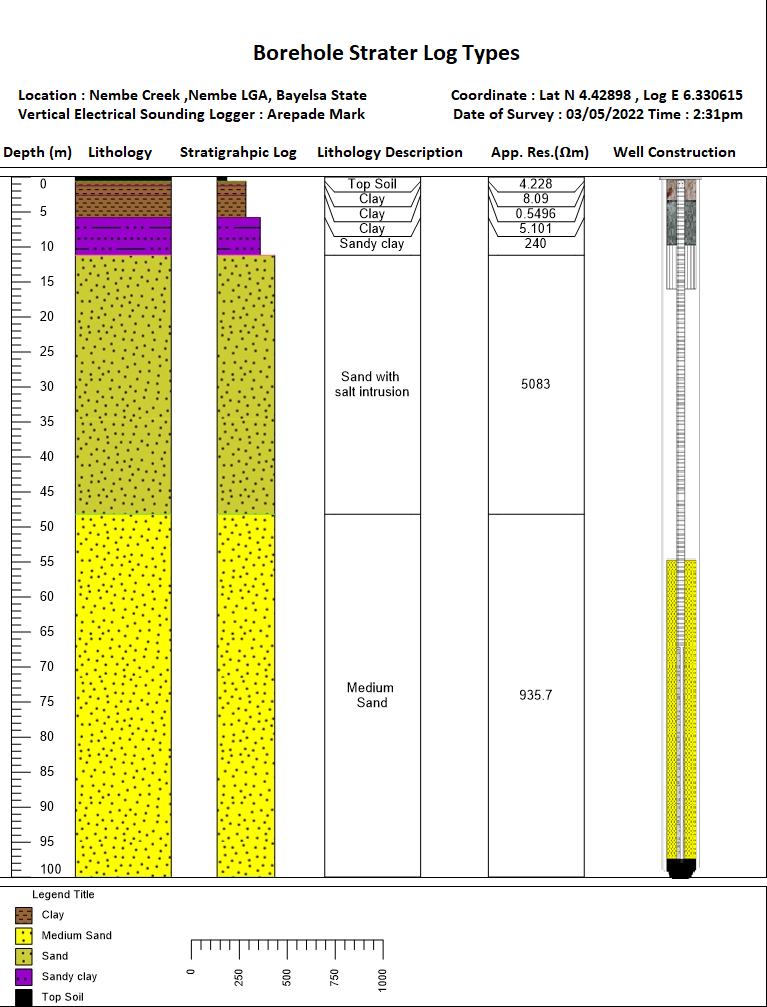 Borehole Strater Log Types
Location : Nembe Creek ,Nembe LGA, Bayelsa State
Coordinate : Lat N 4.42898 , Log E 6.330615
Vertical Electrical Sounding Logger : Arepade Mark
Date of Survey : 03/05/2022 Time : 2:31pm
Depth (m) Lithology Stratigrahpic Log Lithology Description App. Res.(Ωm) Well Construction
0
5
10
15
20
25
30
35
40
45
50
55
60
65
70
75
80
85
90
95
100
Top Soil
Clay
Clay
Clay
Sandy clay
Sand with
salt intrusion
Medium
Sand
4.228
8.09
0.5496
5.101
240
5083
935.7
Legend Title
Clay
Medium Sand
Sand
Sandy clay
Top Soil
0 250 500 750 1000